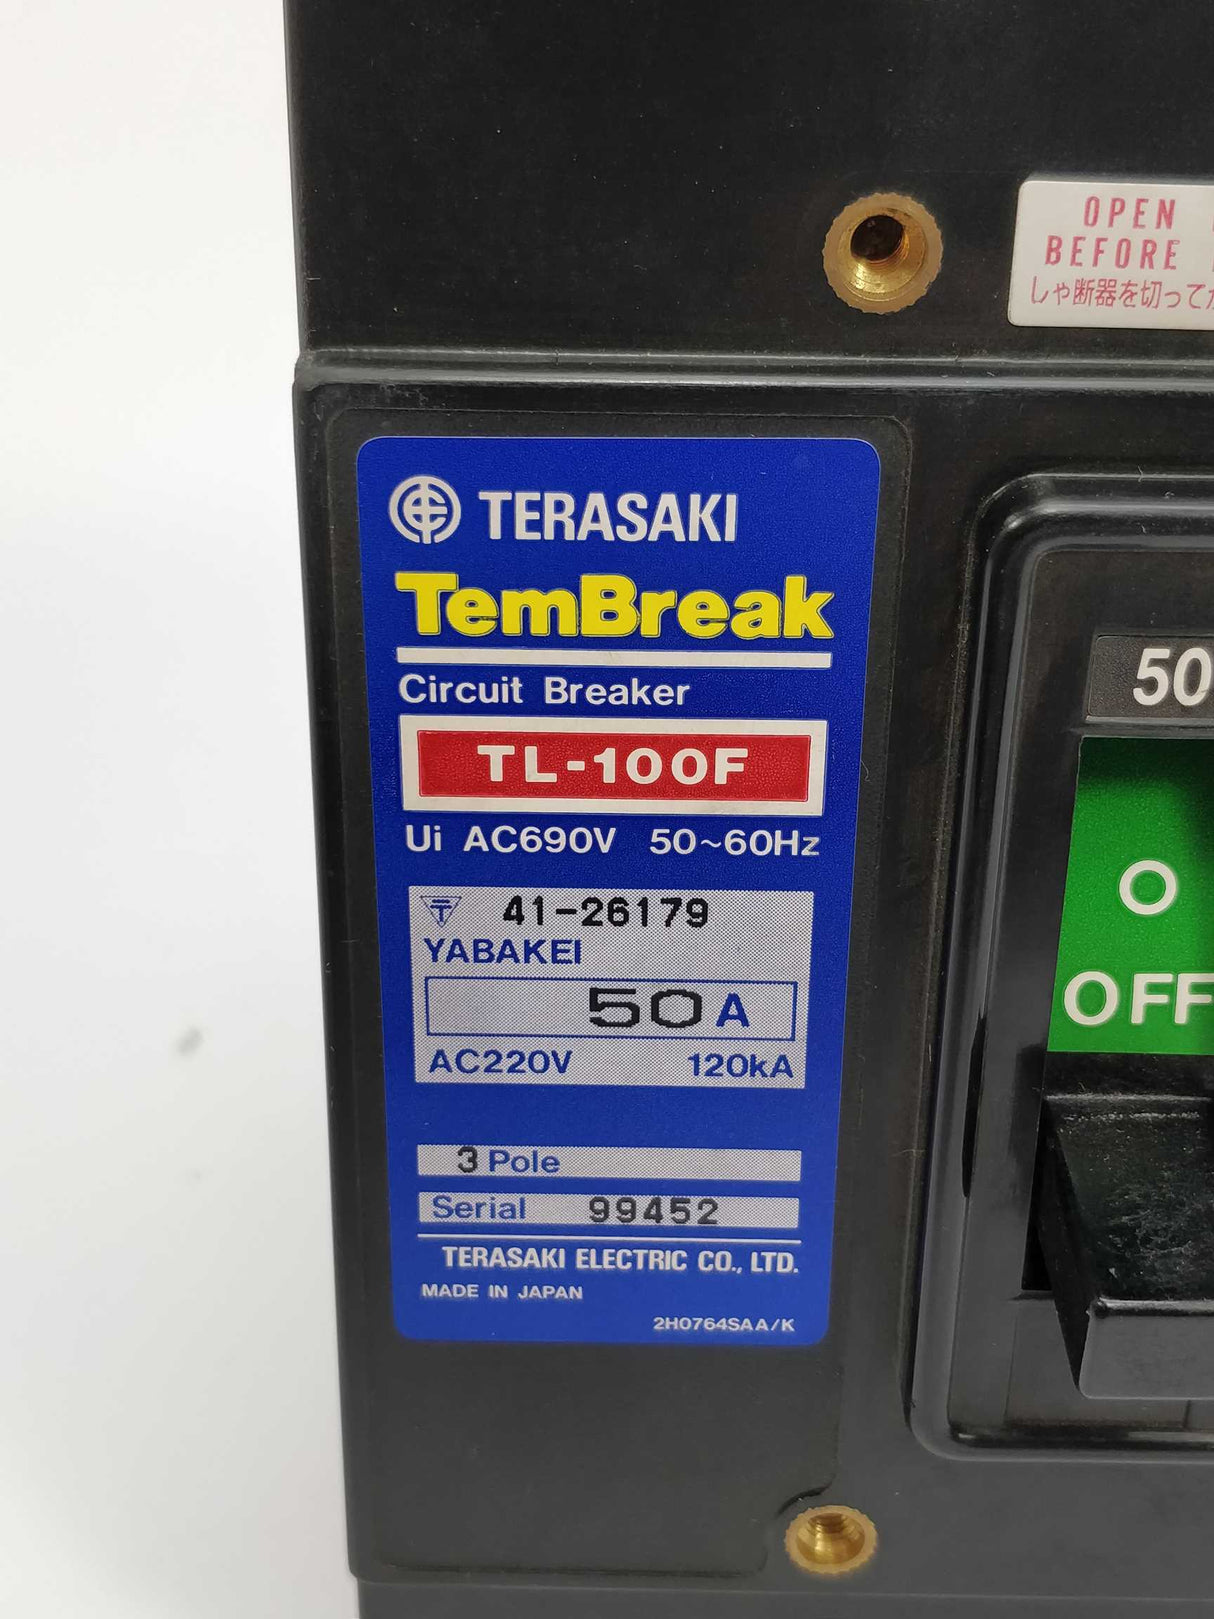 OPEN
BEFORE
しゃ断器を切って
TERASAKI
TemBreak
Circuit Breaker
TL-100F
Ui AC690V 50~60Hz
〒 41-26179
YABAKEI
50A
AC220V 120kA
3 Pole
Serial 99452
TERASAKI ELECTRIC CO., LTD.
MADE IN JAPAN
2H0764SAA/K
50
O
OFF